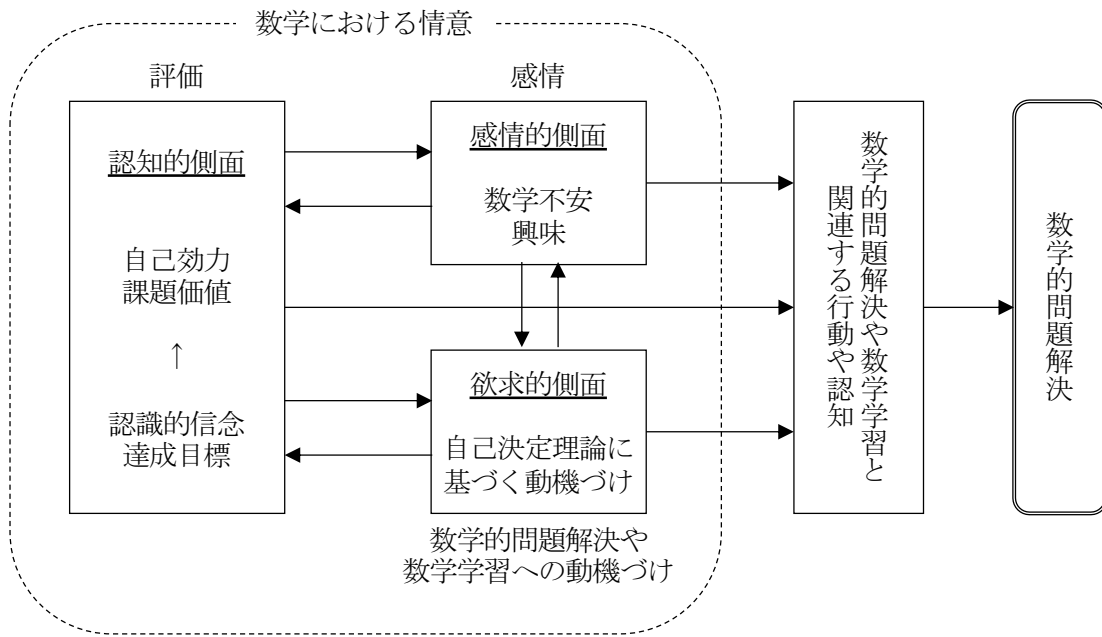 数学における情意
評価
認知的側面
自己効力
課題価値
↑
認識的信念
達成目標
感情
感情的側面
数学不安
興味
欲求的側面
自己決定理論に
基づく動機づけ
数学的問題解決や
数学学習への動機づけ
数学的問題解決や数学学習と
関連する行動や認知
数学的問題解決